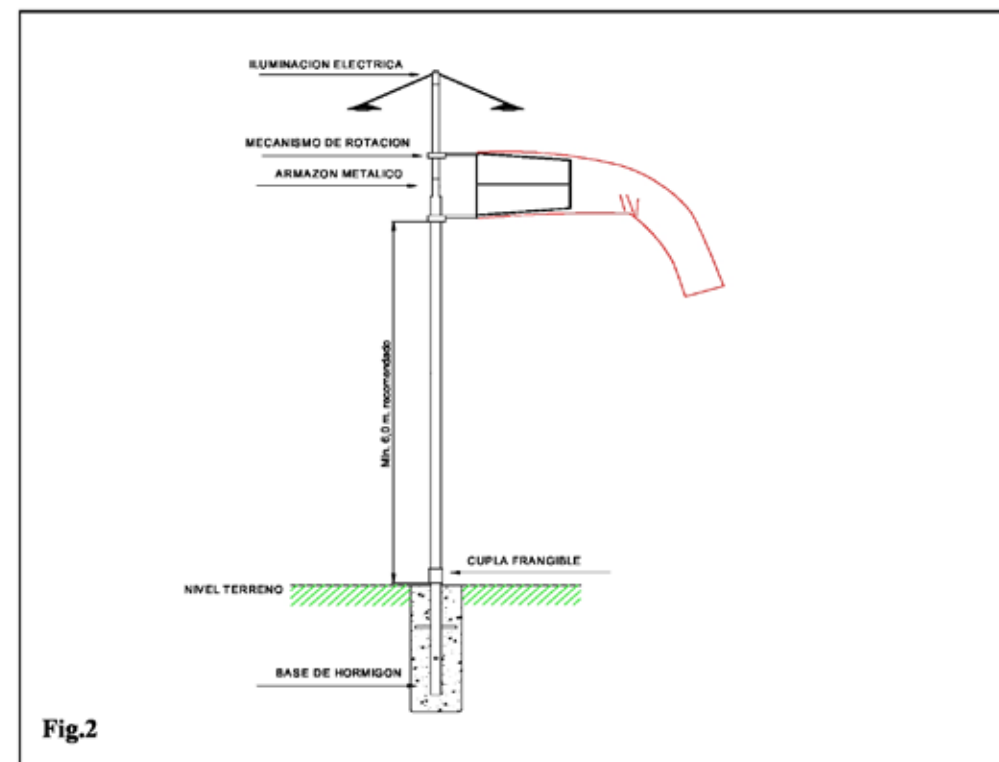 ILUMINACION ELECTRICA
MECANISMO DE ROTACION
ARMAZON METALICO
Min. 6,0 m. recomendado
CUPLA FRANGIBLE
NIVEL TERRENO
BASE DE HORMIGON
Fig.2